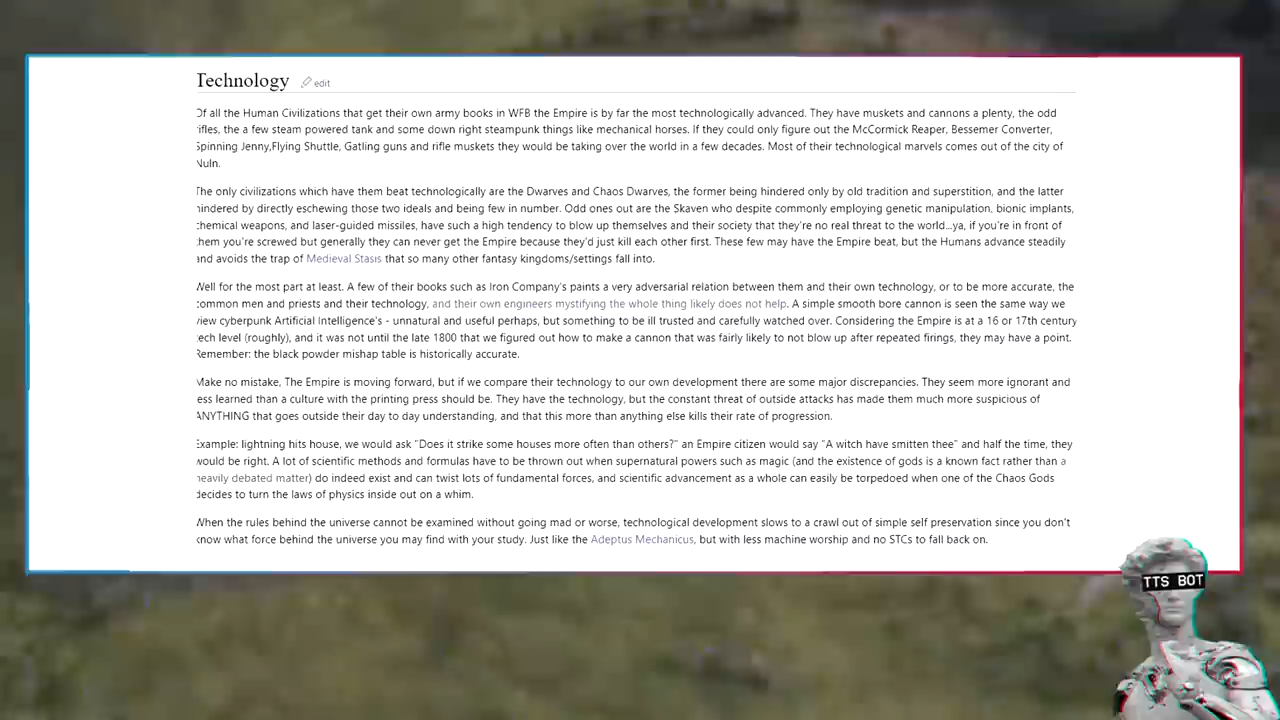 Technology edit
Of all the Human Civilizations that get their own army books in WFB the Empire is by far the most technologically advanced. They have muskets and cannons a plenty, the odd
rifles, the a few steam powered tank and some down right steampunk things like mechanical horses. If they could only figure out the McCormick Reaper, Bessemer Converter,
Spinning Jenny,Flying Shuttle, Gatling guns and rifle muskets they would be taking over the world in a few decades. Most of their technological marvels comes out of the city of
Nuln.
The only civilizations which have them beat technologically are the Dwarves and Chaos Dwarves, the former being hindered only by old tradition and superstition, and the latter
hindered by directly eschewing those two ideals and being few in number. Odd ones out are the Skaven who despite commonly employing genetic manipulation, bionic implants,
chemical weapons, and laser-guided missiles, have such a high tendency to blow up themselves and their society that they're no real threat to the world...ya, if you're in front of
them you're screwed but generally they can never get the Empire because they'd just kill each other first. These few may have the Empire beat, but the Humans advance steadily
and avoids the trap of Medieval Stasis that so many other fantasy kingdoms/settings fall into.
Well for the most part at least. A few of their books such as Iron Company's paints a very adversarial relation between them and their own technology, or to be more accurate, the
common men and priests and their technology, and their own engineers mystifying the whole thing likely does not help. A simple smooth bore cannon is seen the same way we
view cyberpunk Artificial Intelligence's - unnatural and useful perhaps, but something to be ill trusted and carefully watched over. Considering the Empire is at a 16 or 17th century
tech level (roughly), and it was not until the late 1800 that we figured out how to make a cannon that was fairly likely to not blow up after repeated firings, they may have a point.
Remember: the black powder mishap table is historically accurate.
Make no mistake, The Empire is moving forward, but if we compare their technology to our own development there are some major discrepancies. They seem more ignorant and
less learned than a culture with the printing press should be. They have the technology, but the constant threat of outside attacks has made them much more suspicious of
ANYTHING that goes outside their day to day understanding, and that this more than anything else kills their rate of progression.
Example: lightning hits house, we would ask "Does it strike some houses more often than others?" an Empire citizen would say "A witch have smitten thee" and half the time, they
would be right. A lot of scientific methods and formulas have to be thrown out when supernatural powers such as magic (and the existence of gods is a known fact rather than a
heavily debated matter) do indeed exist and can twist lots of fundamental forces, and scientific advancement as a whole can easily be torpedoed when one of the Chaos Gods
decides to turn the laws of physics inside out on a whim.
When the rules behind the universe cannot be examined without going mad or worse, technological development slows to a crawl out of simple self preservation since you don't
know what force behind the universe you may find with your study. Just like the Adeptus Mechanicus, but with less machine worship and no STCs to fall back on.
TTS BOT